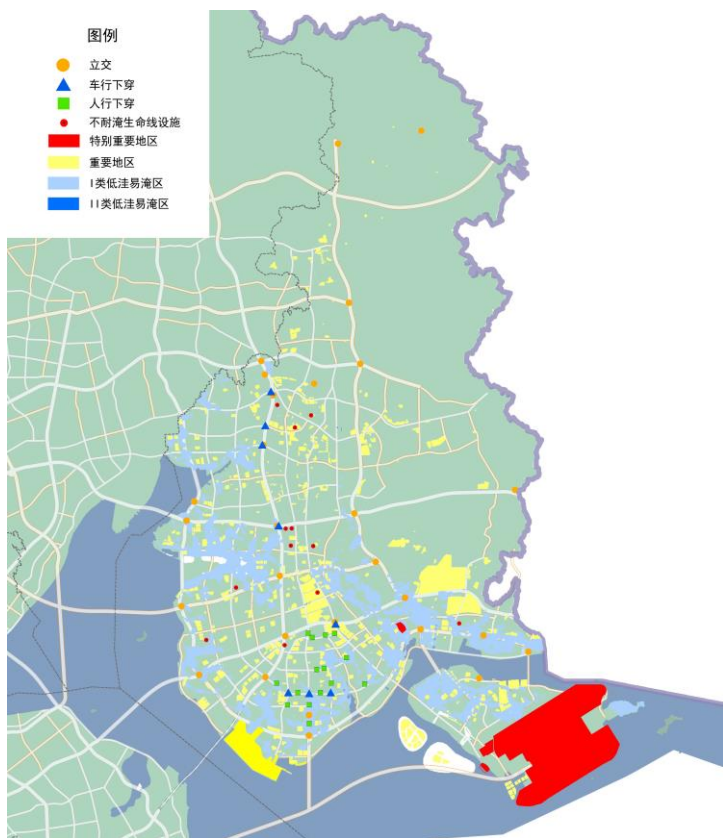 图例
立交
车行下穿
人行下穿
不耐淹生命线设施
特别重要地区
重要地区
I类低洼易淹区
II类低洼易淹区